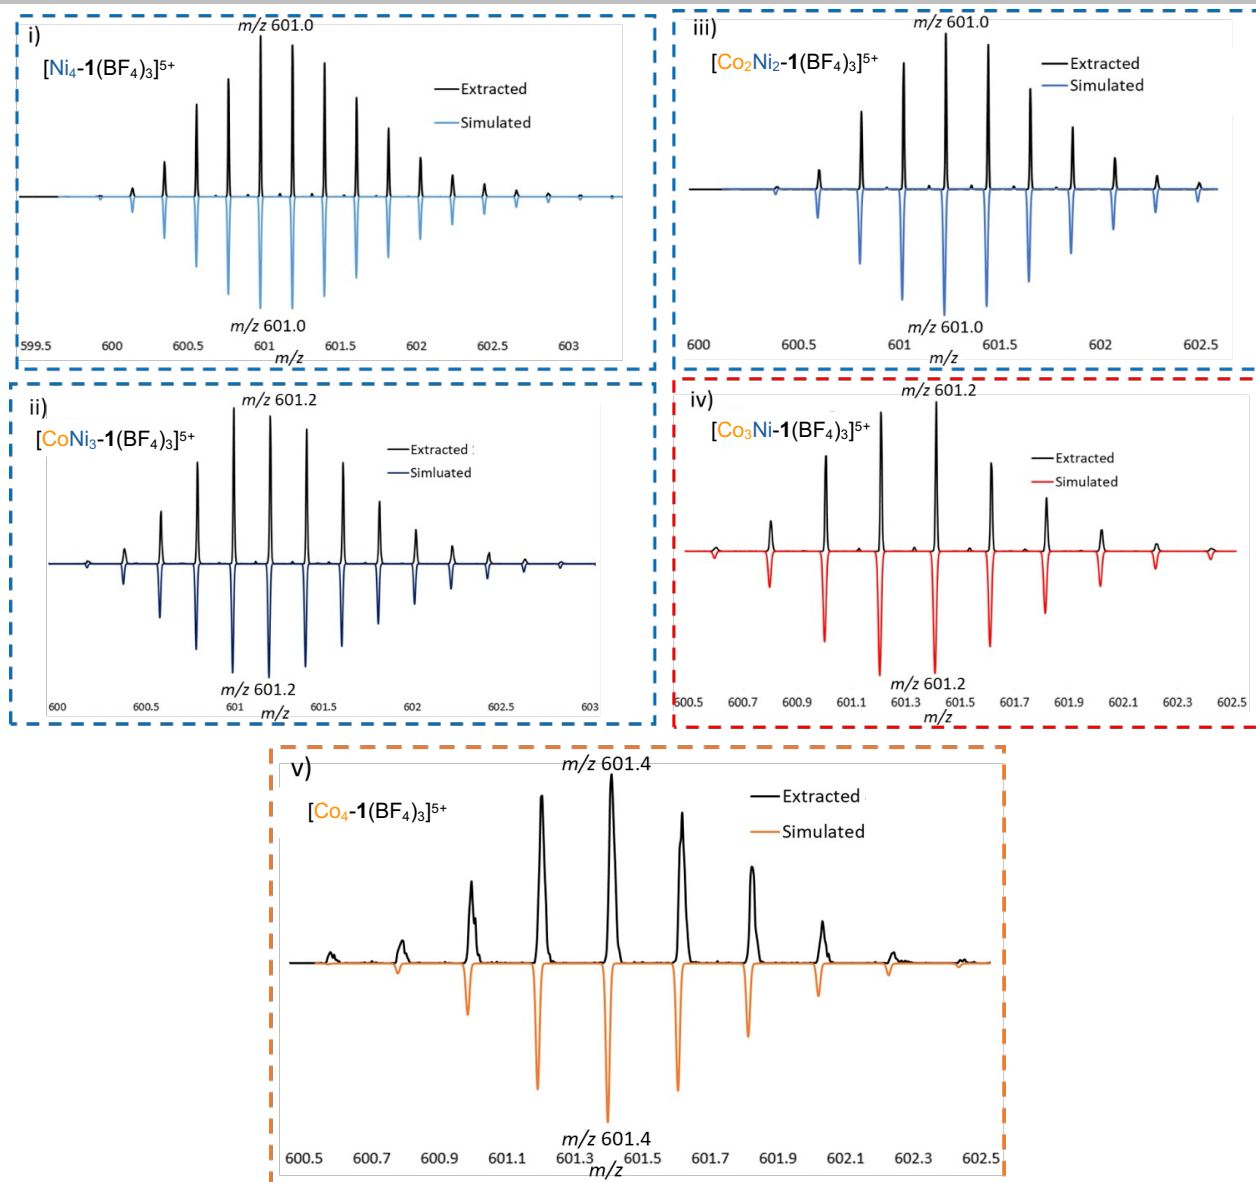 i)
m/z 601.0
[Ni4-1(BF4)3]5+
Extracted
Simulated
m/z 601.0
599.5 600 600.5 601 601.5 602 602.5 603
m/z
iii)
m/z 601.0
[Co2Ni2-1(BF4)3]5+
Extracted
Simulated
m/z 601.0
600 600.5 601 601.5 602 602.5
m/z
ii)
m/z 601.2
[CoNi3-1(BF4)3]5+
Extracted :
Simluated
m/z 601.2
600 600.5 601 601.5 602 602.5 603
m/z
iv)
m/z 601.2
[Co3Ni-1(BF4)3]5+
Extracted
Simulated
m/z 601.2
600.5 600.7 600.9 601.1 601.3 601.5 601.7 601.9 602.1 602.3 602.5
m/z
v)
m/z 601.4
[Co4-1(BF4)3]5+
Extracted
Simulated
m/z 601.4
600.5 600.7 600.9 601.1 601.3 601.5 601.7 601.9 602.1 602.3 602.5
m/z